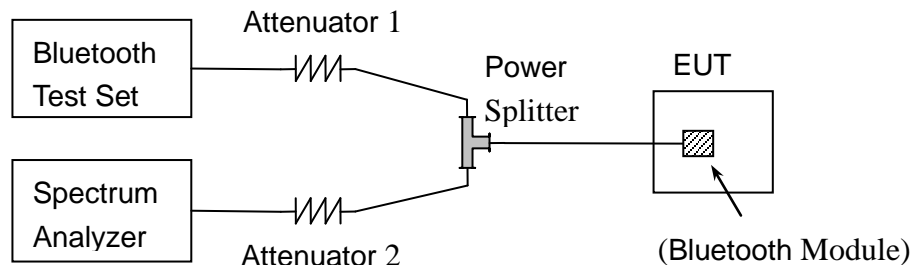 Attenuator 1
Bluetooth
Test Set
Power
Splitter
EUT
Spectrum
Analyzer
Attenuator 2
(Bluetooth Module)